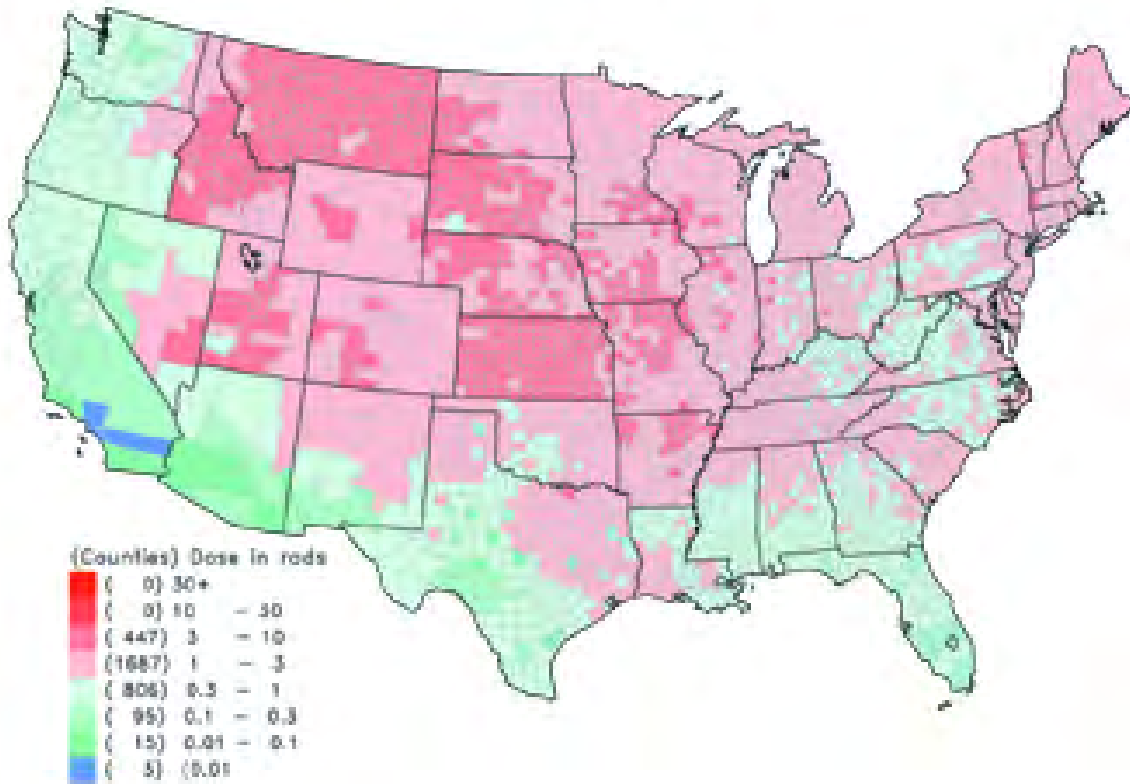 (Counties) Dose in rads
( 0) 30+
( 0) 10 - 30
( 447) 3 - 10
(1687) 1 - 3
( 806) 0.3 - 1
( 95) 0.1 - 0.3
( 15) 0.01 - 0.1
( 5) <0.01